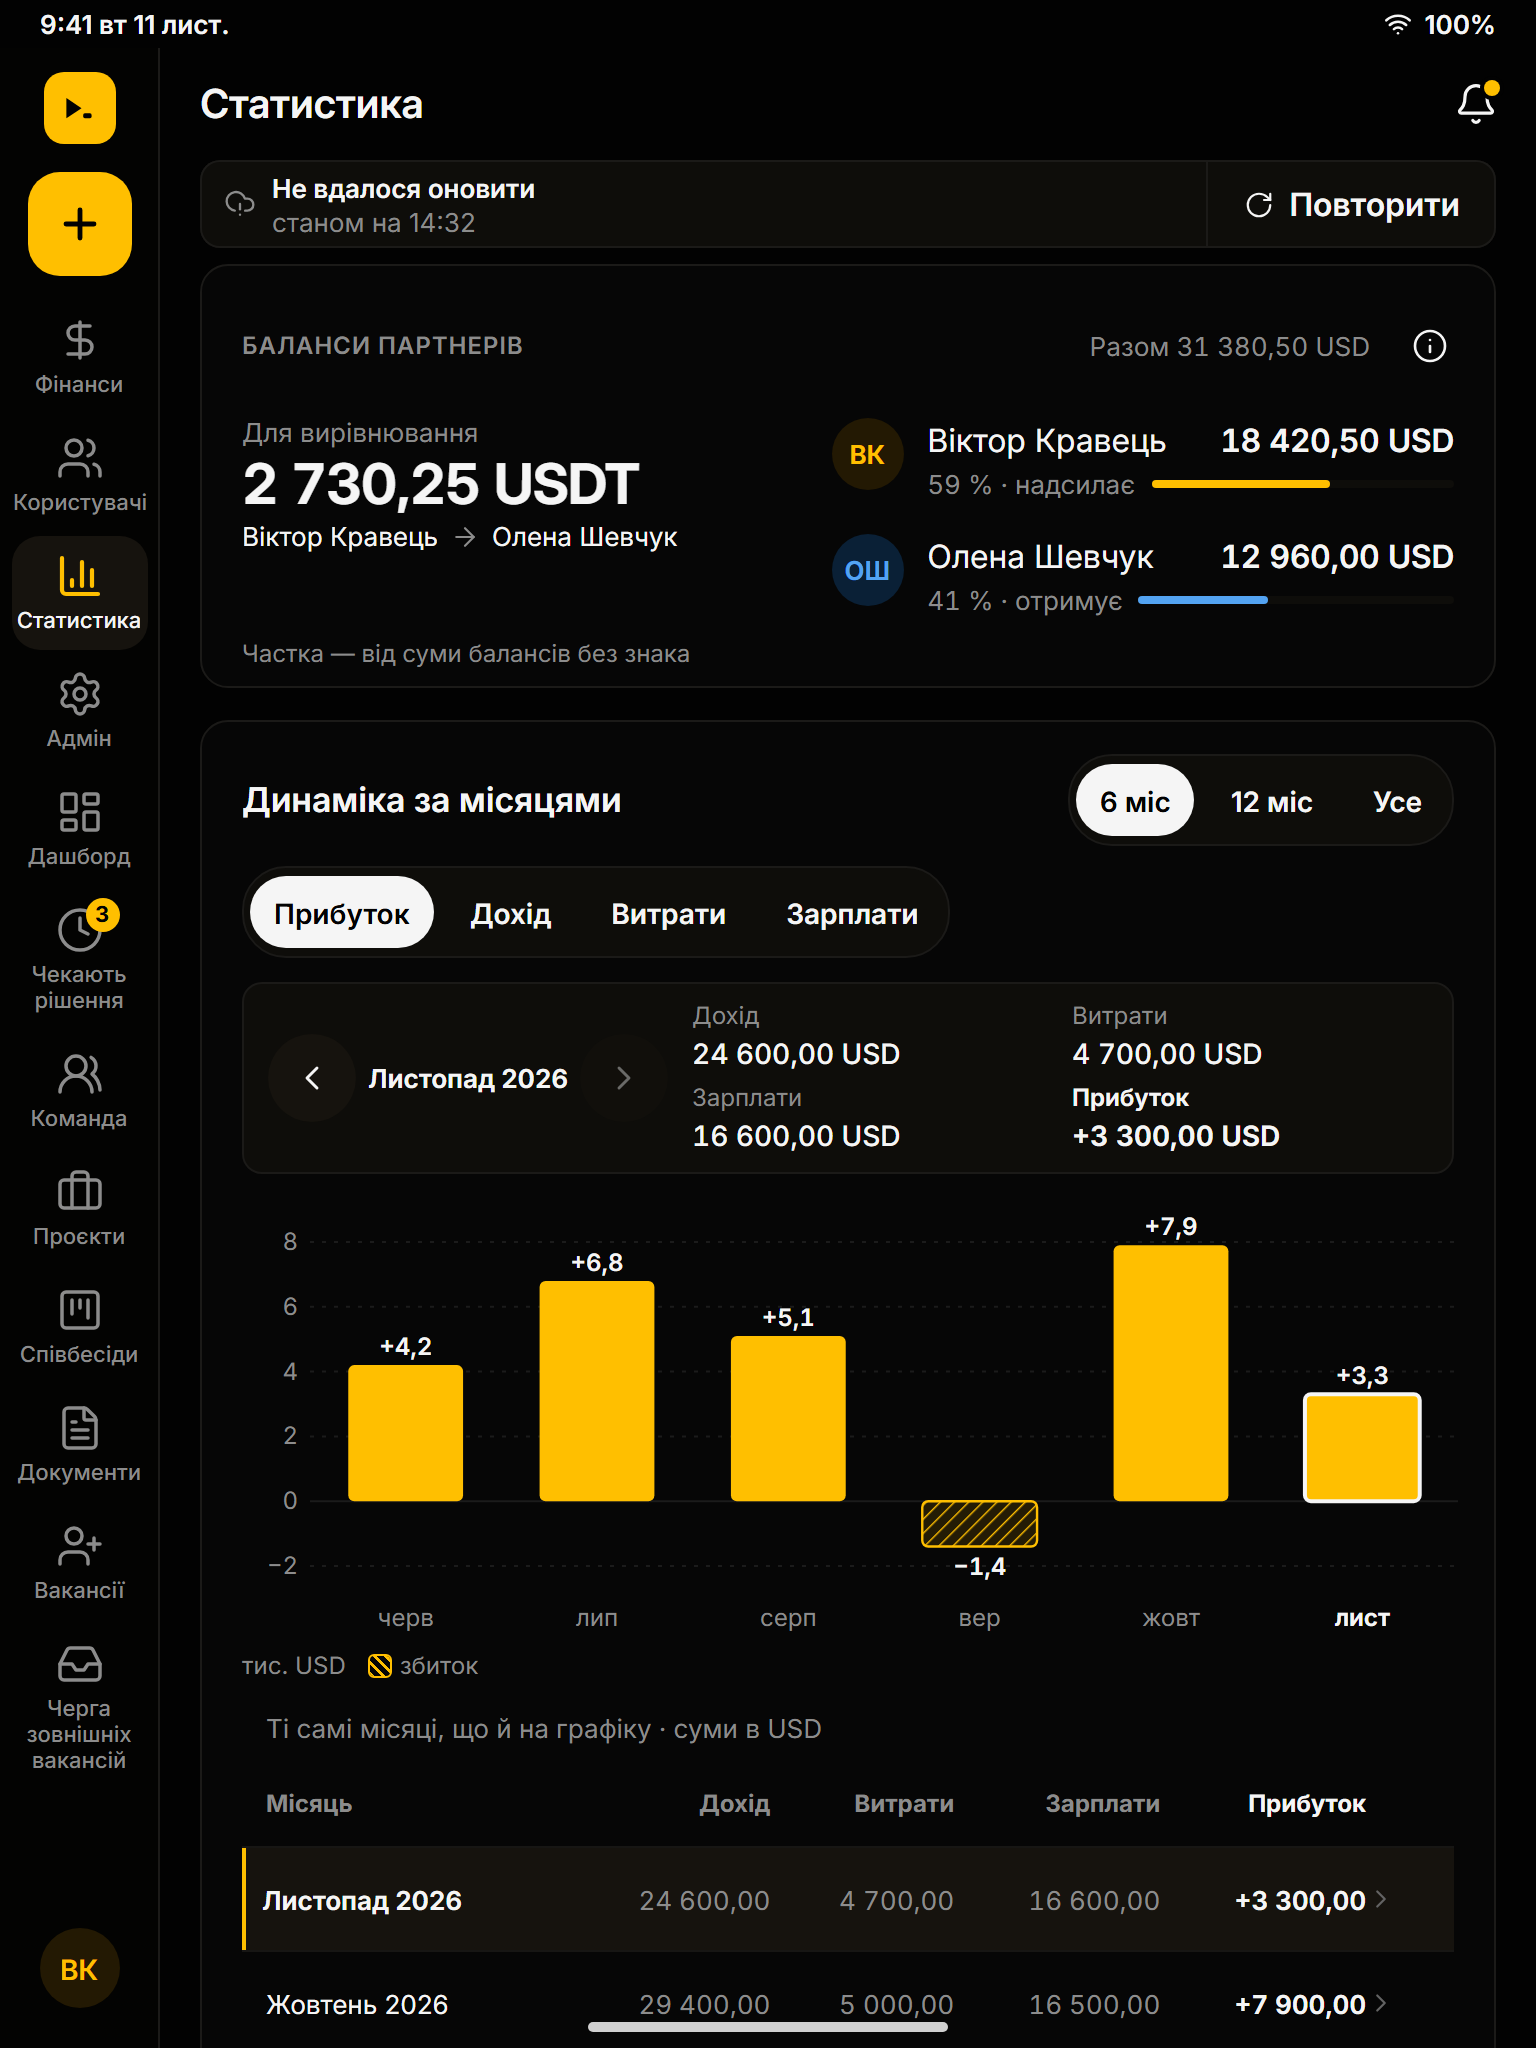 9:41 вт 11 лист.
100%
Статистика
Не вдалося оновити
станом на 14:32
Повторити
Фінанси
Користувачі
Статистика
Адмін
Дашборд
3
Чекають
рішення
Команда
Проєкти
Співбесіди
Документи
Вакансії
Черга
зовнішніх
вакансій
ВК
БАЛАНСИ ПАРТНЕРІВ
Разом 31 380,50 USD
Для вирівнювання
2 730,25 USDT
Віктор Кравець → Олена Шевчук
ВК
Віктор Кравець 18 420,50 USD
59 % · надсилає
ОШ
Олена Шевчук 12 960,00 USD
41 % · отримує
Частка — від суми балансів без знака
Динаміка за місяцями
6 міс 12 міс Усе
Прибуток Дохід Витрати Зарплати
Листопад 2026
Дохід
24 600,00 USD
Витрати
4 700,00 USD
Зарплати
16 600,00 USD
Прибуток
+3 300,00 USD
8
6
4
2
0
−2
+4,2
+6,8
+5,1
−1,4
+7,9
+3,3
черв лип серп вер жовт лист
тис. USD збиток
Ті самі місяці, що й на графіку · суми в USD
Місяць Дохід Витрати Зарплати Прибуток
Листопад 2026 24 600,00 4 700,00 16 600,00 +3 300,00
Жовтень 2026 29 400,00 5 000,00 16 500,00 +7 900,00